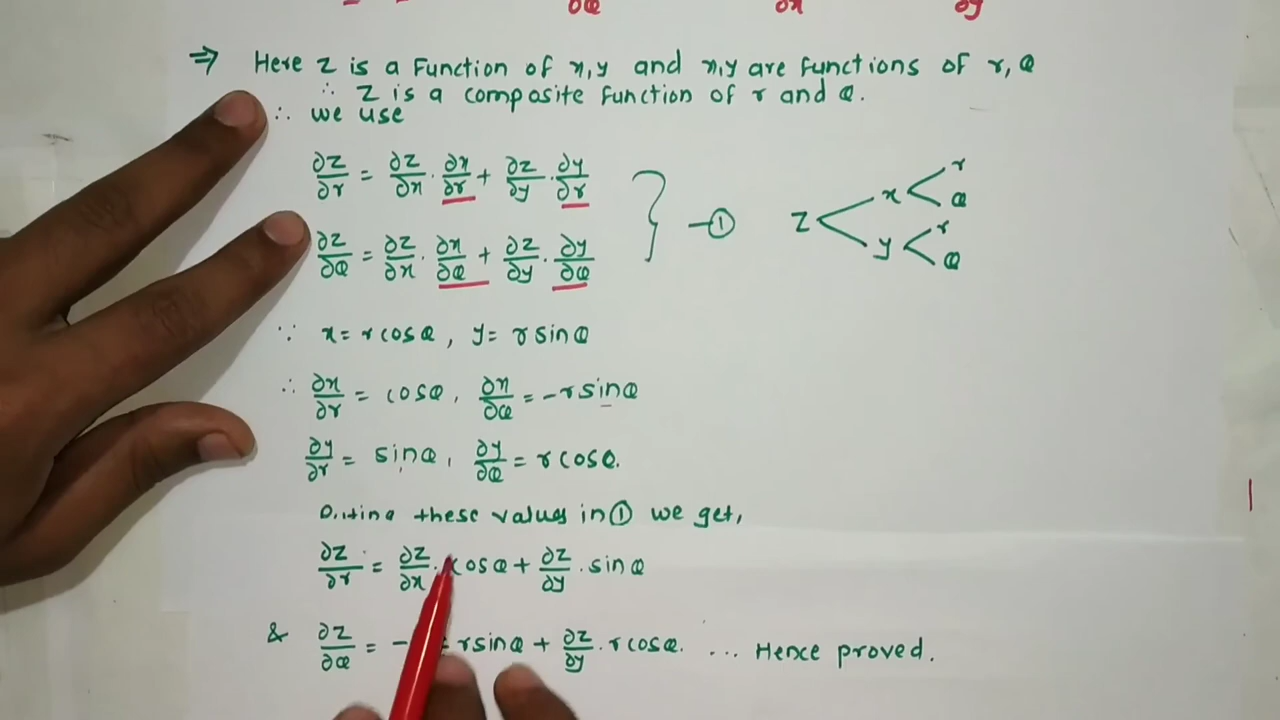 ∂θ ∂x ∂y
⇒ Here z is a Function of x,y and x,y are functions of r, θ
∴ z is a composite function of r and θ.
∴ we use
∂z/∂r = ∂z/∂x . ∂x/∂r + ∂z/∂y . ∂y/∂r
∂z/∂θ = ∂z/∂x . ∂x/∂θ + ∂z/∂y . ∂y/∂θ } — ①
z < x < r θ
y < r θ
∵ x = r cosθ , y = r sinθ
∴ ∂x/∂r = cosθ , ∂x/∂θ = -r sinθ
∂y/∂r = sinθ , ∂y/∂θ = r cosθ.
these values in ① we get,
∂z/∂r = ∂z/∂x . cosθ + ∂z/∂y . sinθ
& ∂z/∂θ = - r sinθ + ∂z/∂y . r cosθ. ... Hence proved.